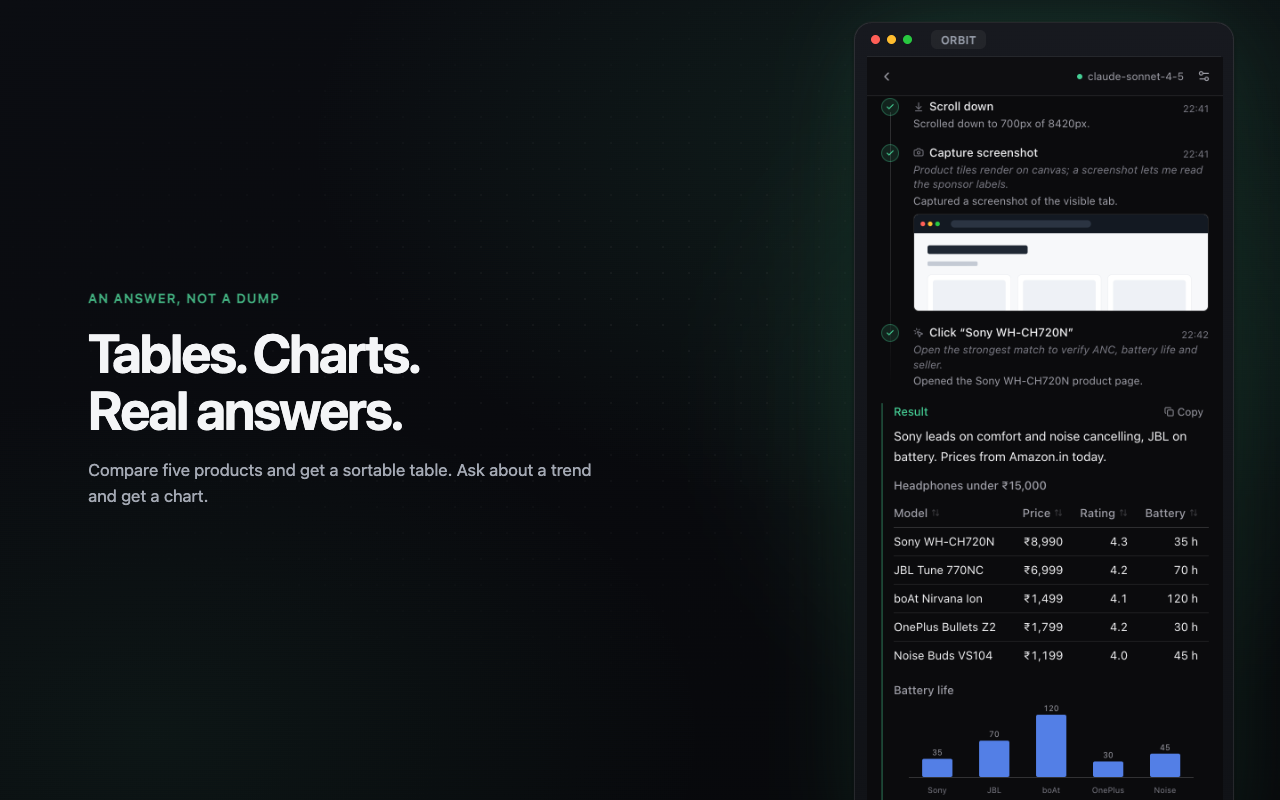 AN ANSWER, NOT A DUMP
Tables. Charts.
Real answers.
Compare five products and get a sortable table. Ask about a trend
and get a chart.
ORBIT
claude-sonnet-4-5
Scroll down 22:41
Scrolled down to 700px of 8420px.
Capture screenshot 22:41
Product tiles render on canvas; a screenshot lets me read
the sponsor labels.
Captured a screenshot of the visible tab.
Click “Sony WH-CH720N” 22:42
Open the strongest match to verify ANC, battery life and
seller.
Opened the Sony WH-CH720N product page.
Result Copy
Sony leads on comfort and noise cancelling, JBL on
battery. Prices from Amazon.in today.
Headphones under ₹15,000
Model Price Rating Battery
Sony WH-CH720N ₹8,990 4.3 35 h
JBL Tune 770NC ₹6,999 4.2 70 h
boAt Nirvana Ion ₹1,499 4.1 120 h
OnePlus Bullets Z2 ₹1,799 4.2 30 h
Noise Buds VS104 ₹1,199 4.0 45 h
Battery life
35 70 120 30 45
Sony JBL boAt OnePlus Noise